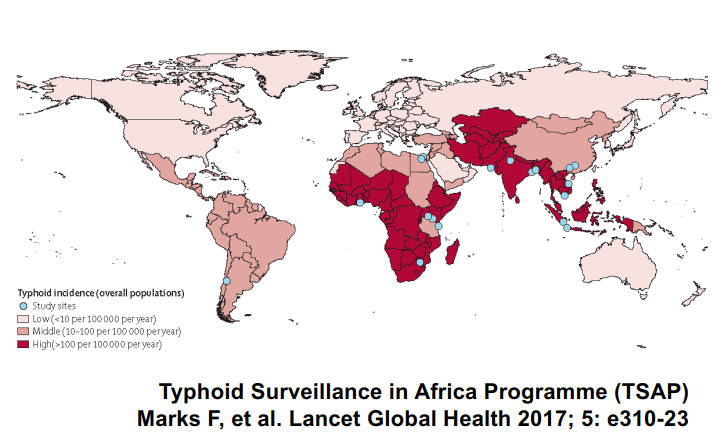 Typhoid incidence (overall populations)
Study sites
Low (<10 per 100 000 per year)
Middle (10–100 per 100 000 per year)
High(>100 per 100 000 per year)
Typhoid Surveillance in Africa Programme (TSAP)
Marks F, et al. Lancet Global Health 2017; 5: e310-23